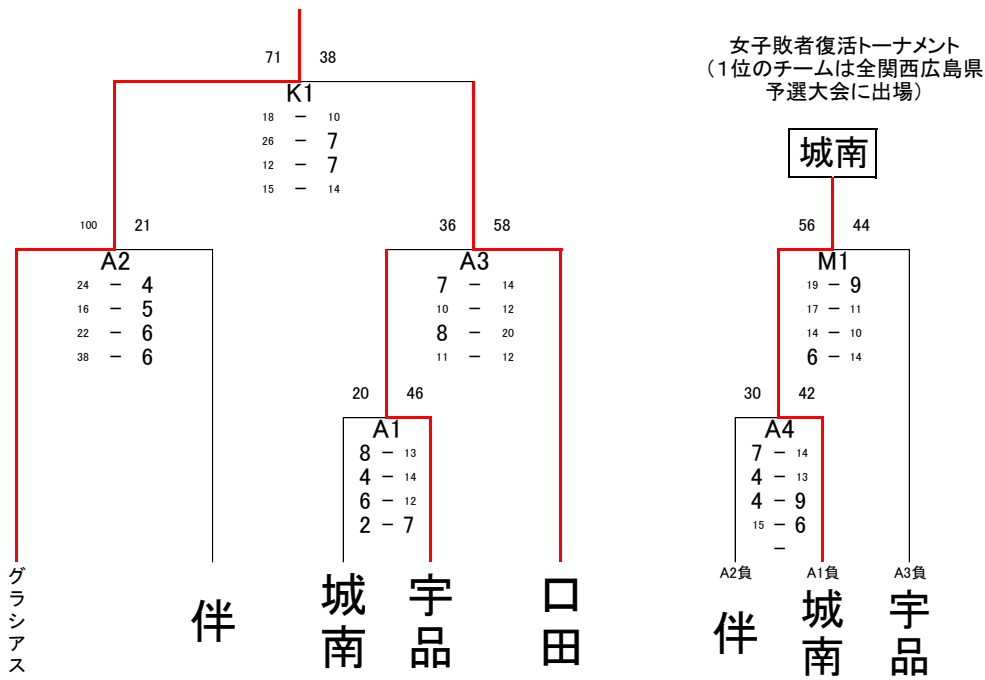 女子敗者復活トーナメント
（１位のチームは全関西広島県
予選大会に出場）
71 38
K1
18 － 10
26 － 7
12 － 7
15 － 14
城南
100 21
A2
24 － 4
16 － 5
22 － 6
38 － 6
36 58
A3
7 － 14
10 － 12
8 － 20
11 － 12
56 44
M1
19 － 9
17 － 11
14 － 10
6 － 14
20 46
A1
8 － 13
4 － 14
6 － 12
2 － 7
30 42
A4
7 － 14
4 － 13
4 － 9
15 － 6
－
グラシアス
伴
城南
宇品
口田
A2負
伴
A1負
城南
A3負
宇品